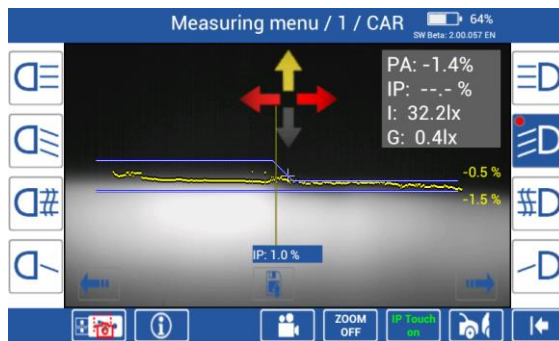 Measuring menu / 1 / CAR
64%
SW Beta: 2.00.057 EN
PA: -1.4%
IP: --.- %
I: 32.2lx
G: 0.4lx
-0.5 %
-1.5 %
IP: 1.0 %
ZOOM
OFF
IP Touch
on